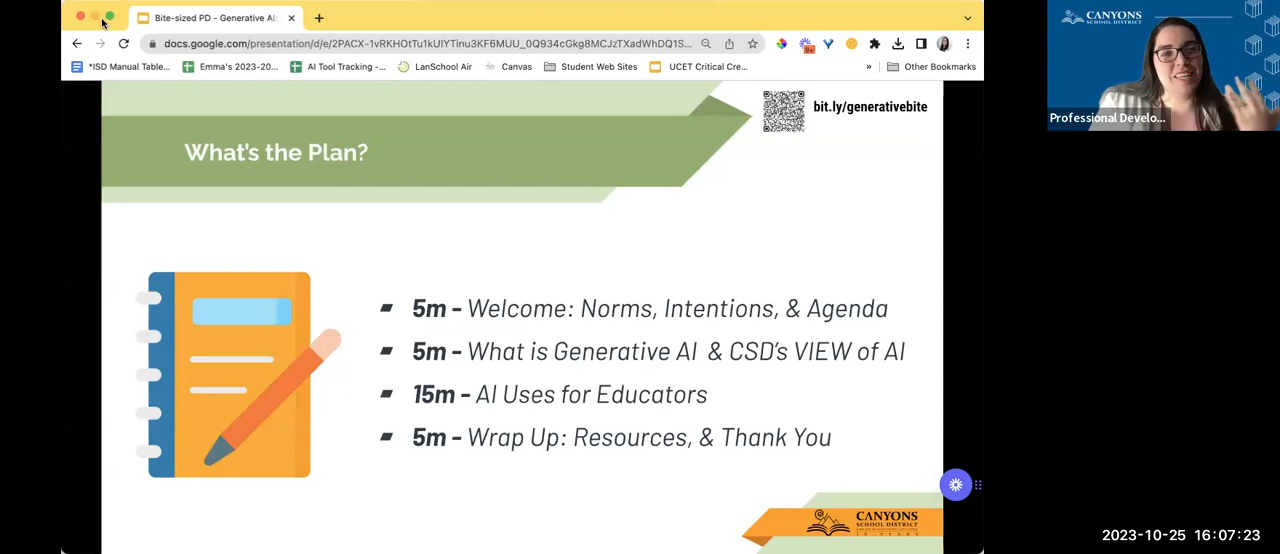 Bite-sized PD - Generative AI:
docs.google.com/presentation/d/e/2PACX-1vRKHOtTu1kUIYTinu3KF6MUU_0Q934cGkg8MCJzTXadWhDQ1S...
9+
*ISD Manual Table...
Emma's 2023-20...
AI Tool Tracking -...
LanSchool Air
Canvas
Student Web Sites
UCET Critical Cre...
»
Other Bookmarks
bit.ly/generativebite
What's the Plan?
5m - Welcome: Norms, Intentions, & Agenda
5m - What is Generative AI & CSD's VIEW of AI
15m - AI Uses for Educators
5m - Wrap Up: Resources, & Thank You
CANYONS
SCHOOL DISTRICT
CANYONS
SCHOOL DISTRICT
Professional Develo...
2023-10-25 16:07:23